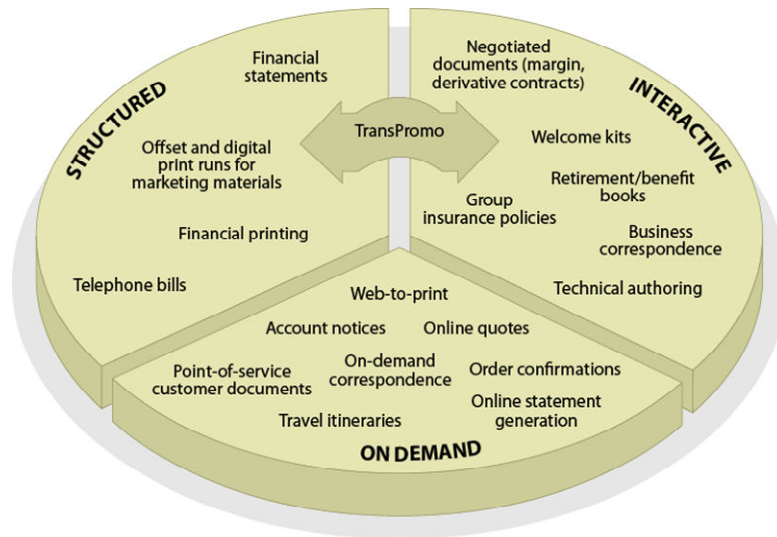 STRUCTURED
Financial
statements
Offset and digital
print runs for
marketing materials
Financial printing
Telephone bills
TransPromo
INTERACTIVE
Negotiated
documents (margin,
derivative contracts)
Welcome kits
Retirement/benefit
books
Group
insurance policies
Business
correspondence
Technical authoring
Web-to-print
Account notices
Online quotes
Point-of-service
customer documents
On-demand
correspondence
Order confirmations
Travel itineraries
Online statement
generation
ON DEMAND